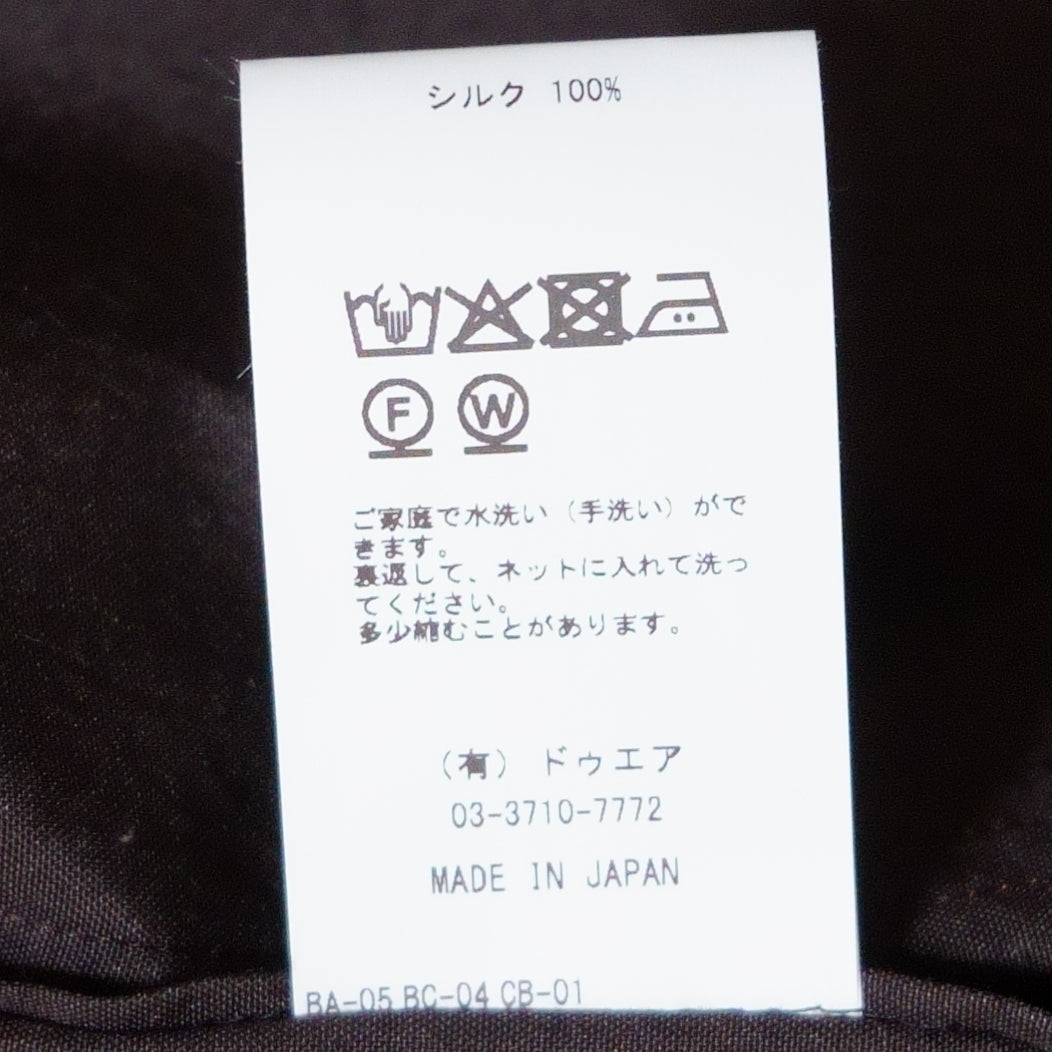 シルク 100%
F W
ご家庭で水洗い（手洗い）がで
きます。
裏返して、ネットに入れて洗っ
てください。
多少縮むことがあります。
（有）ドゥエア
03-3710-7772
MADE IN JAPAN
BA-05 BC-04 CB-01